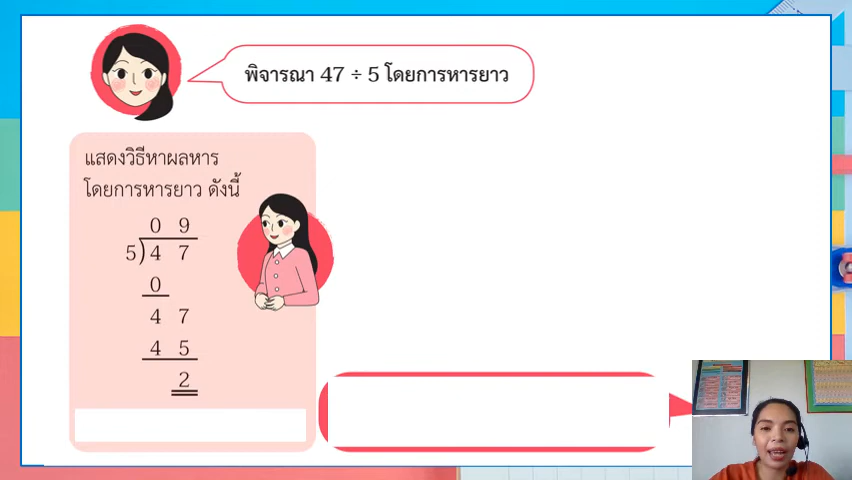 พิจารณา 47 ÷ 5 โดยการหารยาว
แสดงวิธีหาผลหาร
โดยการหารยาว ดังนี้
0 9
5)4 7
0
4 7
4 5
2